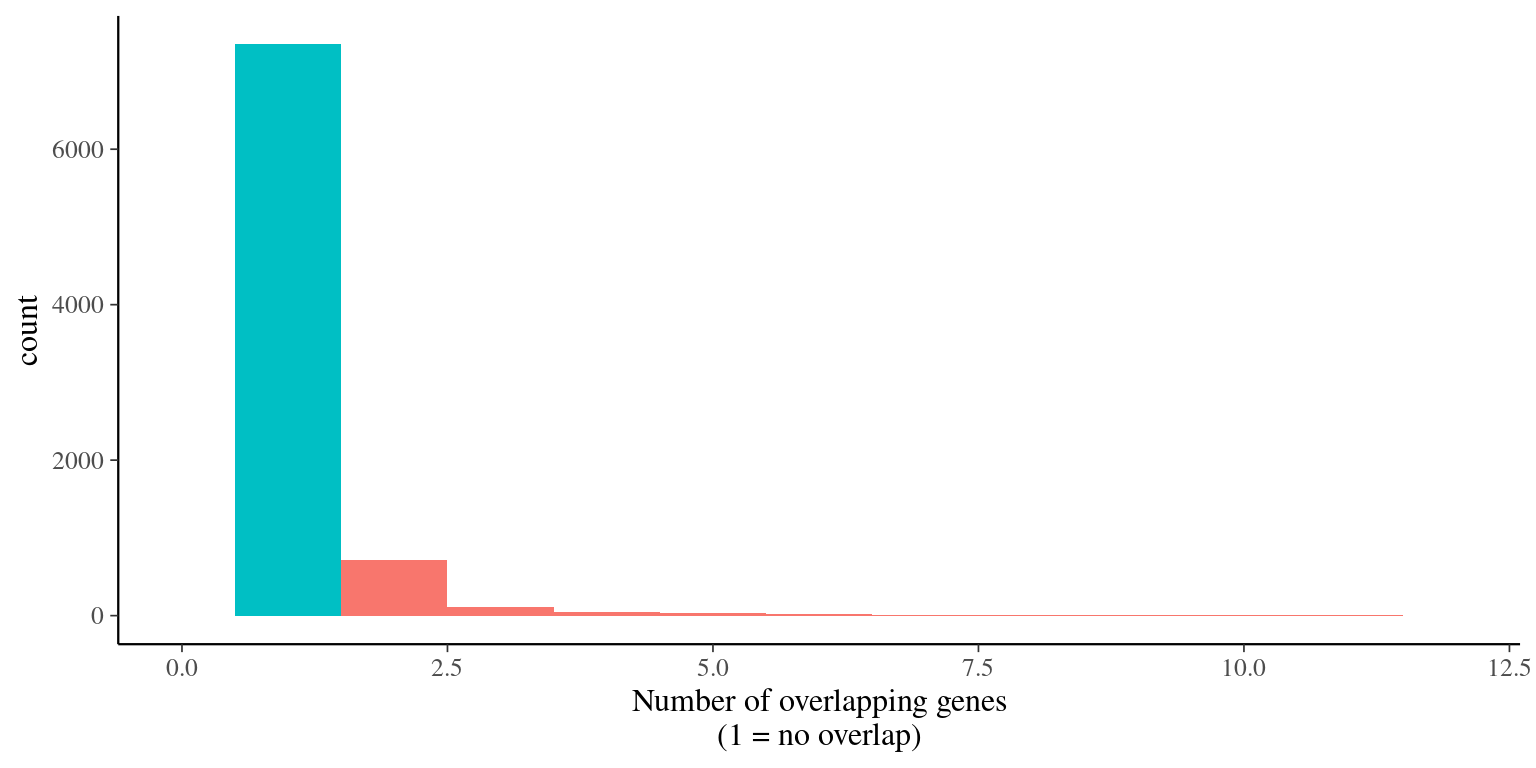 6000
4000
2000
0
count
0.0 2.5 5.0 7.5 10.0 12.5
Number of overlapping genes
(1 = no overlap)